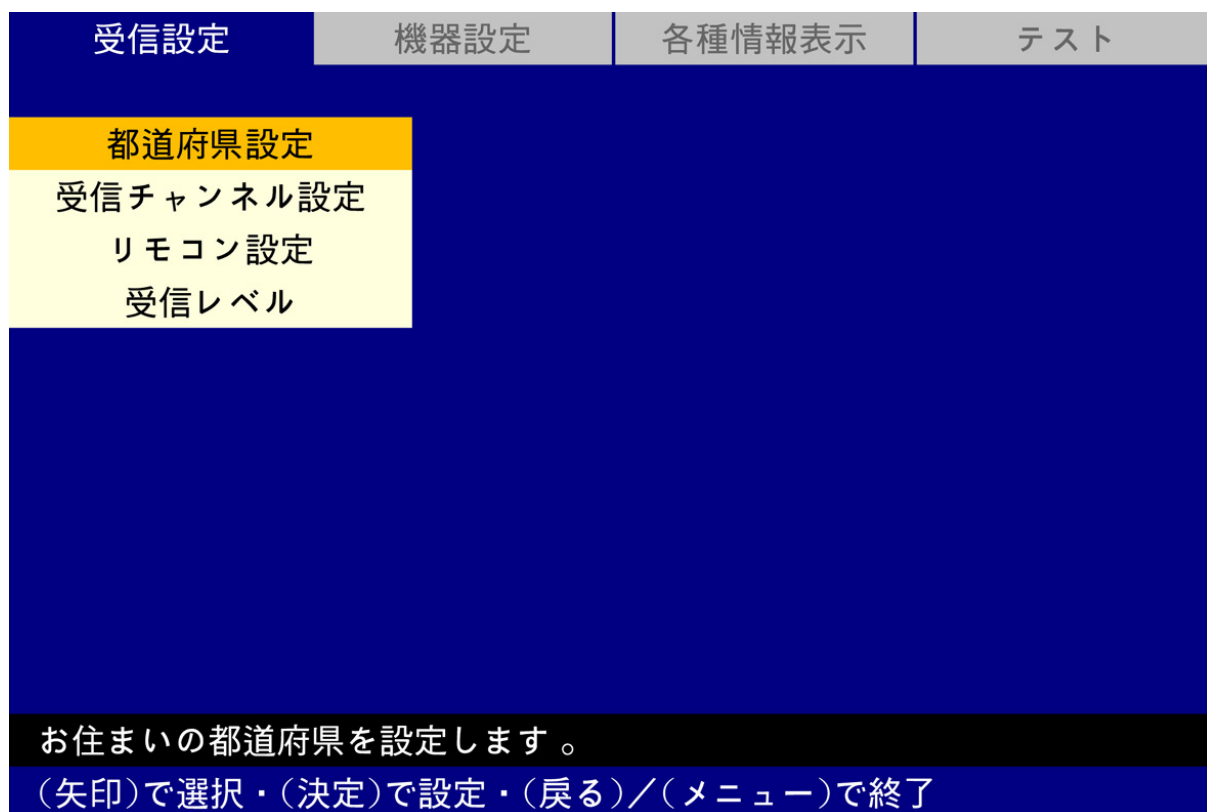 受信設定 機器設定 各種情報表示 テスト
都道府県設定
受信チャンネル設定
リモコン設定
受信レベル
お住まいの都道府県を設定します。
(矢印)で選択・(決定)で設定・(戻る)/(メニュー)で終了